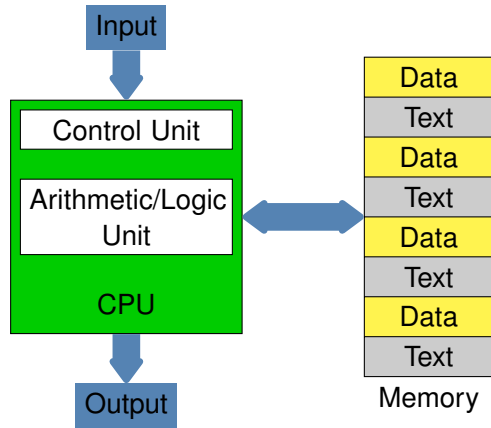 Input
Control Unit
Arithmetic/Logic
Unit
CPU
Output
Data
Text
Data
Text
Data
Text
Data
Text
Memory